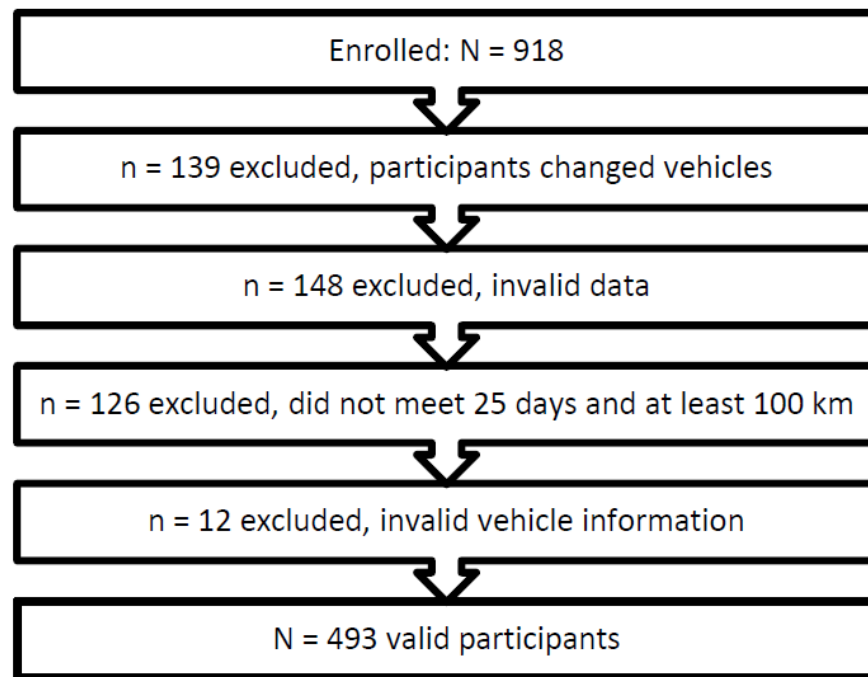 Enrolled: N = 918
n = 139 excluded, participants changed vehicles
n = 148 excluded, invalid data
n = 126 excluded, did not meet 25 days and at least 100 km
n = 12 excluded, invalid vehicle information
N = 493 valid participants